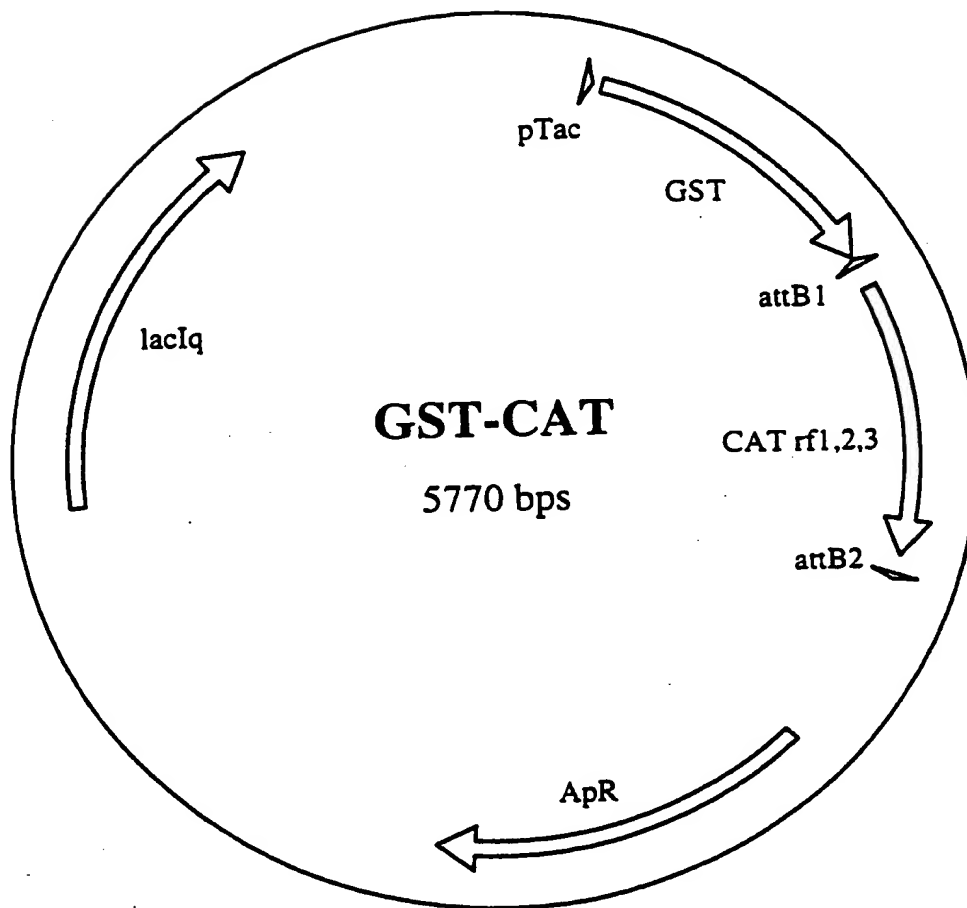 pTac
GST
attB1
lacIq
GST-CAT
CAT rf1,2,3
5770 bps
attB2
ApR